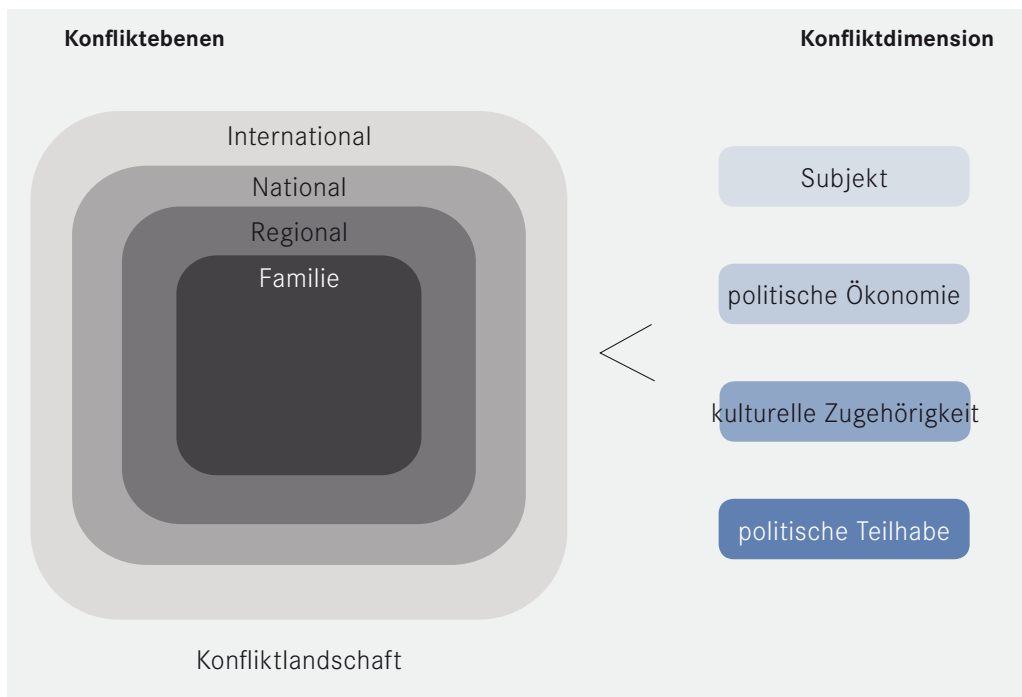 Konfliktebenen
Konfliktdimension
International
National
Regional
Familie
Subjekt
politische Ökonomie
kulturelle Zugehörigkeit
politische Teilhabe
Konfliktlandschaft